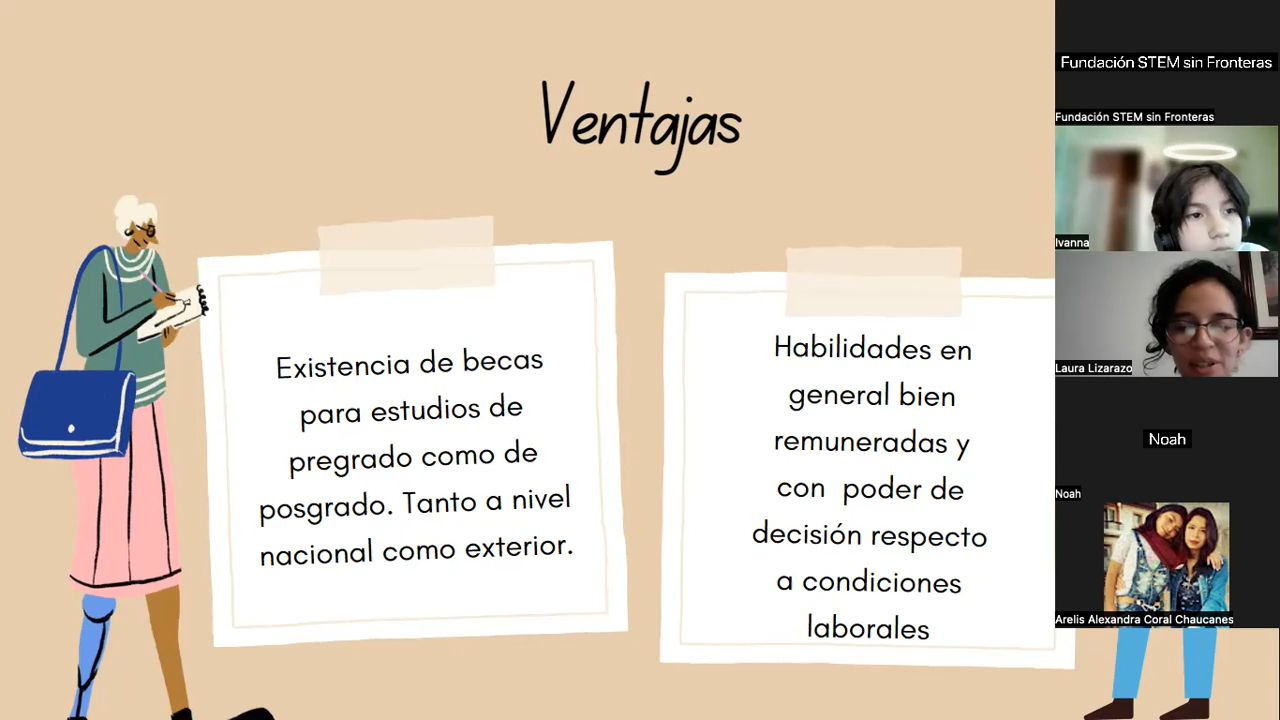 Ventajas
Existencia de becas
para estudios de
pregrado como de
posgrado. Tanto a nivel
nacional como exterior.
Habilidades en
general bien
remuneradas y
con poder de
decisión respecto
a condiciones
laborales
Fundación STEM sin Fronteras
Fundación STEM sin Fronteras
Ivanna
Laura Lizarazo
Noah
Noah
Arelis Alexandra Coral Chaucanes